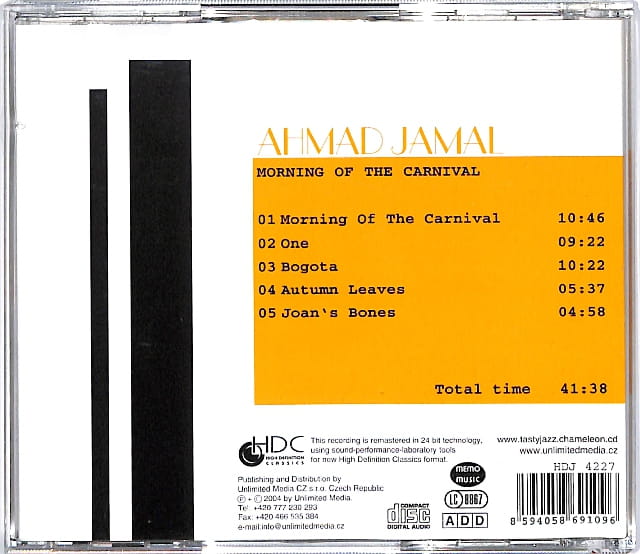 AHMAD JAMAL
MORNING OF THE CARNIVAL
01 Morning Of The Carnival 10:46
02 One 09:22
03 Bogota 10:22
04 Autumn Leaves 05:37
05 Joan's Bones 04:58
Total time 41:38
HDC
HIGH DEFINITION
CLASSICS
This recording is remastered in 24 bit technology,
using sound-performance-laboratory tools
for new High Definition Classics format.
www.tastyjazz.chameleon.cd
www.unlimitedmedia.cz
Publishing and Distribution by
Unlimited Media CZ s r.o. Czech Republic
℗ + © 2004 by Unlimited Media.
Tel: +420 777 230 293
Fax: +420 466 535 384
e-mail:info@unlimitedmedia.cz
COMPACT
disc
DIGITAL AUDIO
MEMO
MUSIC
LC 8867
ADD
HDJ 4227
8 594058 691096